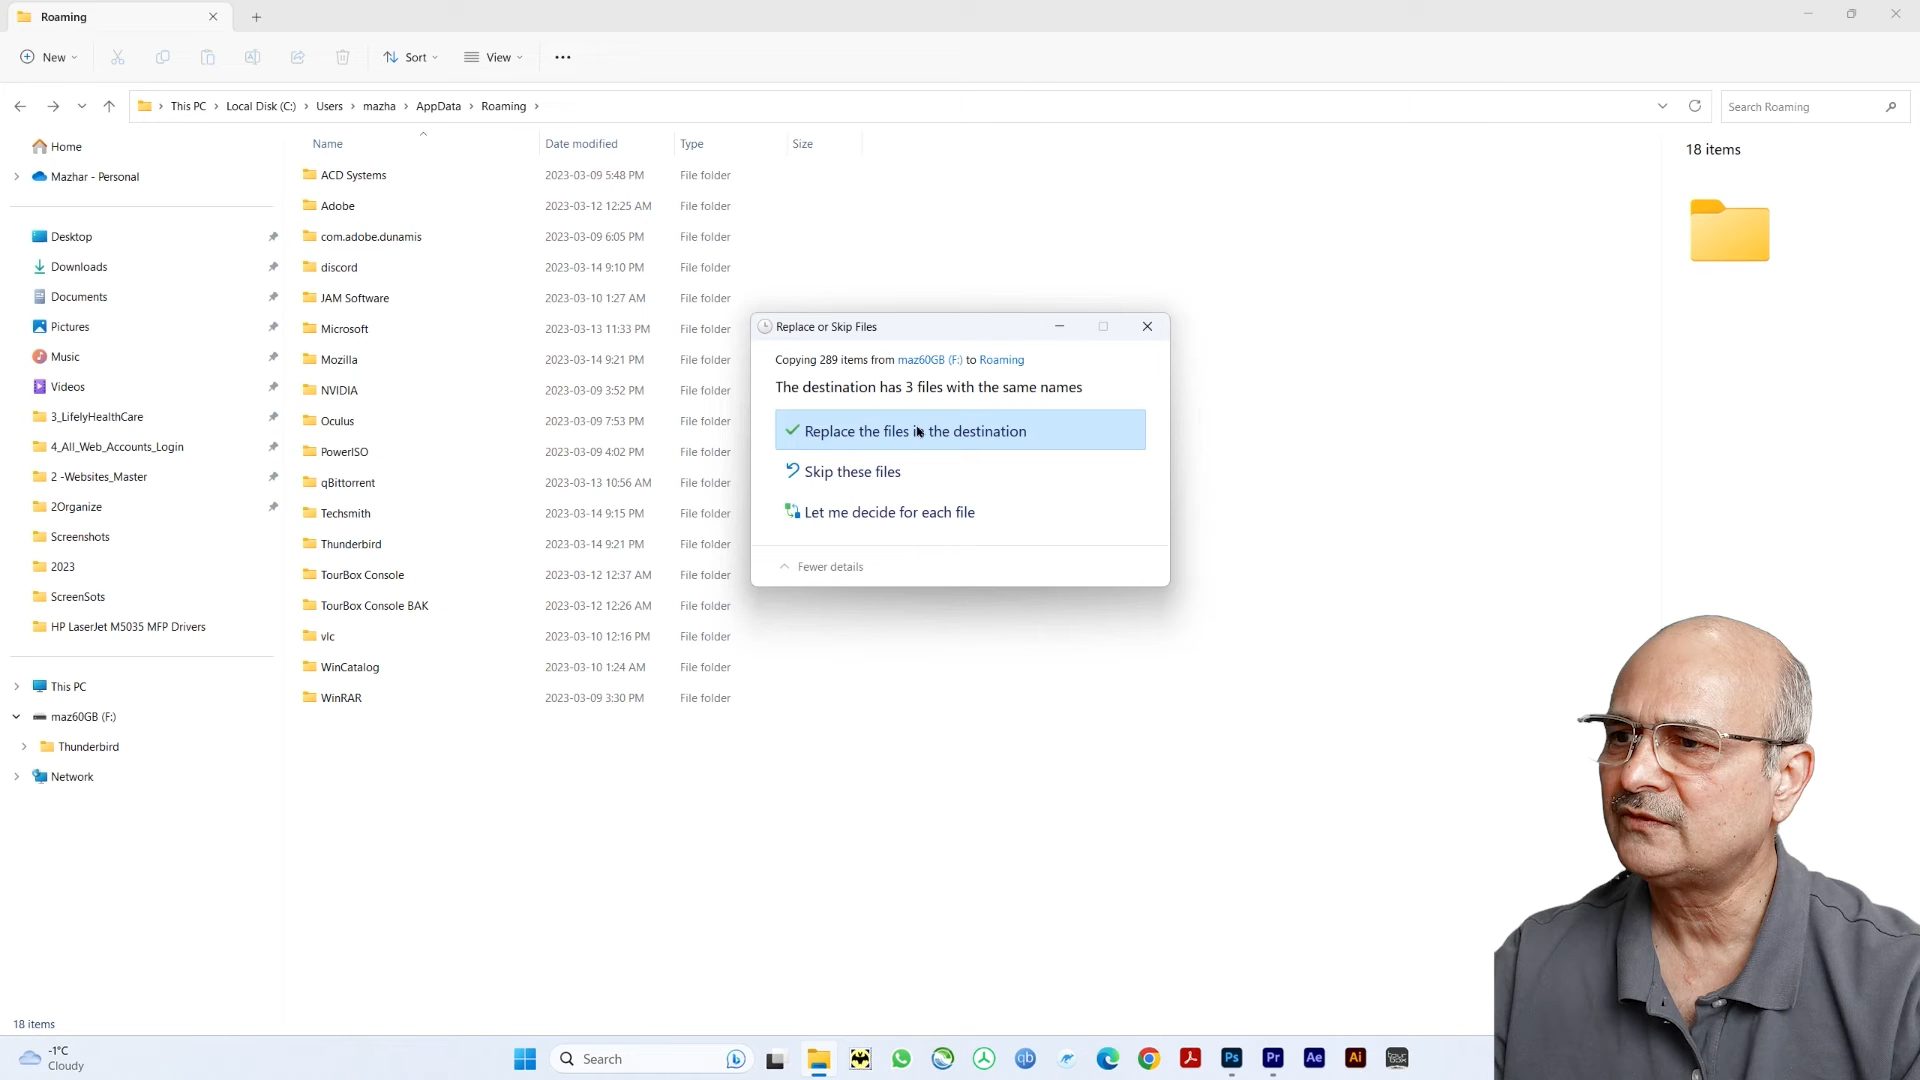 Roaming
New
Sort
View
This PC
Local Disk (C:)
Users
mazha
AppData
Roaming
Search Roaming
Name
Date modified
Type
Size
18 items
Home
Mazhar - Personal
Desktop
Downloads
Documents
Pictures
Music
Videos
3_LifelyHealthCare
4_All_Web_Accounts_Login
2 -Websites_Master
2Organize
Screenshots
2023
ScreenSots
HP LaserJet M5035 MFP Drivers
This PC
maz60GB (F:)
Thunderbird
Network
ACD Systems 2023-03-09 5:48 PM File folder
Adobe 2023-03-12 12:25 AM File folder
com.adobe.dunamis 2023-03-09 6:05 PM File folder
discord 2023-03-14 9:10 PM File folder
JAM Software 2023-03-10 1:27 AM File folder
Microsoft 2023-03-13 11:33 PM File folder
Mozilla 2023-03-14 9:21 PM File folder
NVIDIA 2023-03-09 3:52 PM File folder
Oculus 2023-03-09 7:53 PM File folder
PowerISO 2023-03-09 4:02 PM File folder
qBittorrent 2023-03-13 10:56 AM File folder
Techsmith 2023-03-14 9:15 PM File folder
Thunderbird 2023-03-14 9:21 PM File folder
TourBox Console 2023-03-12 12:37 AM File folder
TourBox Console BAK 2023-03-12 12:26 AM File folder
vlc 2023-03-10 12:16 PM File folder
WinCatalog 2023-03-10 1:24 AM File folder
WinRAR 2023-03-09 3:30 PM File folder
Replace or Skip Files
Copying 289 items from maz60GB (F:) to Roaming
The destination has 3 files with the same names
Replace the files in the destination
Skip these files
Let me decide for each file
Fewer details
18 items
-1°C
Cloudy
Search
qb
Ps
Pr
Ae
Ai